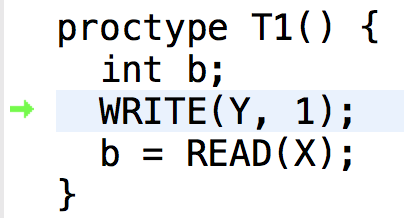 proctype T1() {
  int b;
  WRITE(Y, 1);
  b = READ(X);
}